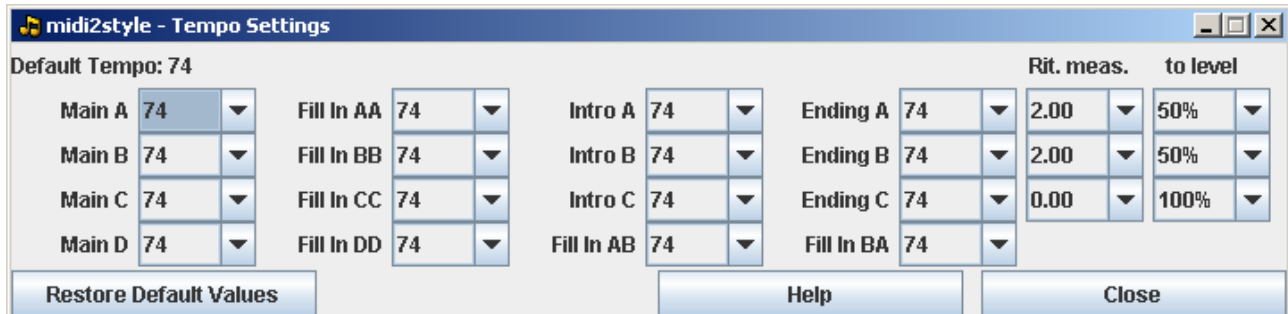 midi2style - Tempo Settings
Default Tempo: 74 Rit. meas. to level
Main A 74 Fill In AA 74 Intro A 74 Ending A 74 2.00 50%
Main B 74 Fill In BB 74 Intro B 74 Ending B 74 2.00 50%
Main C 74 Fill In CC 74 Intro C 74 Ending C 74 0.00 100%
Main D 74 Fill In DD 74 Fill In AB 74 Fill In BA 74
Restore Default Values Help Close